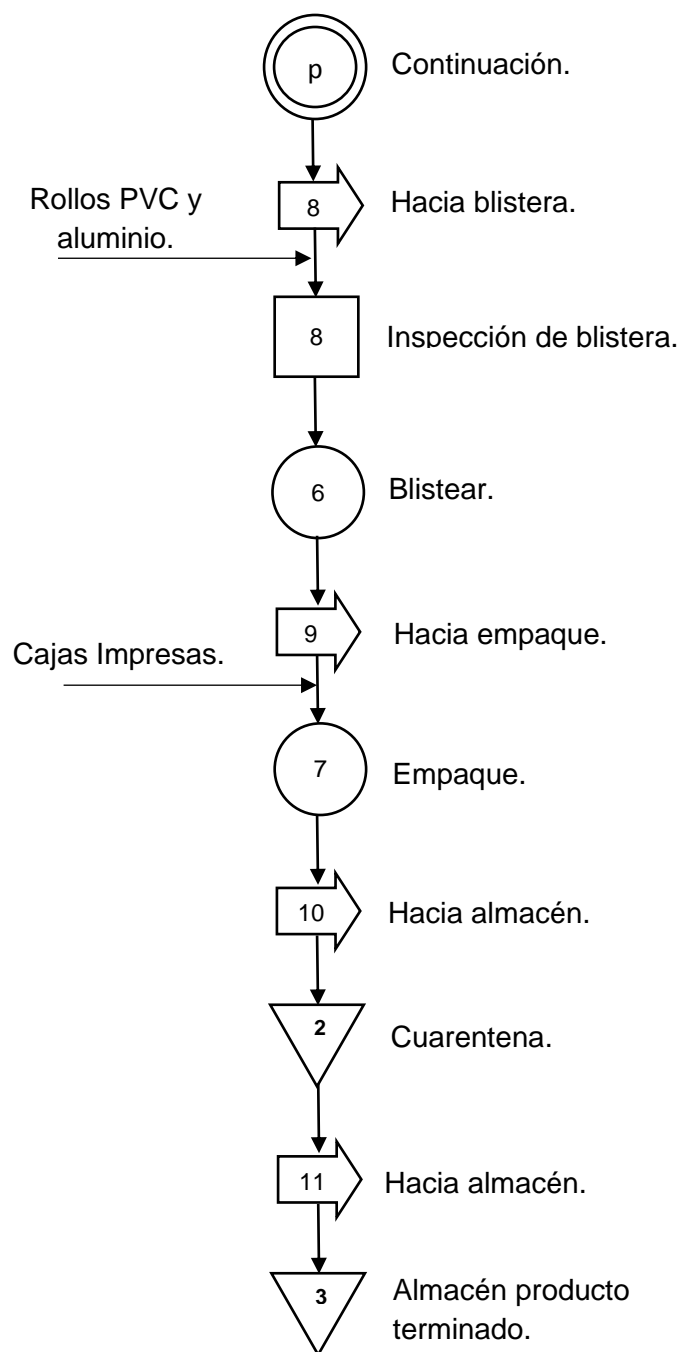 p
Continuación.
Rollos PVC y
aluminio.
8
Hacia blistera.
8
Inspección de blistera.
6
Blistear.
9
Hacia empaque.
Cajas Impresas.
7
Empaque.
10
Hacia almacén.
2
Cuarentena.
11
Hacia almacén.
3
Almacén producto
terminado.